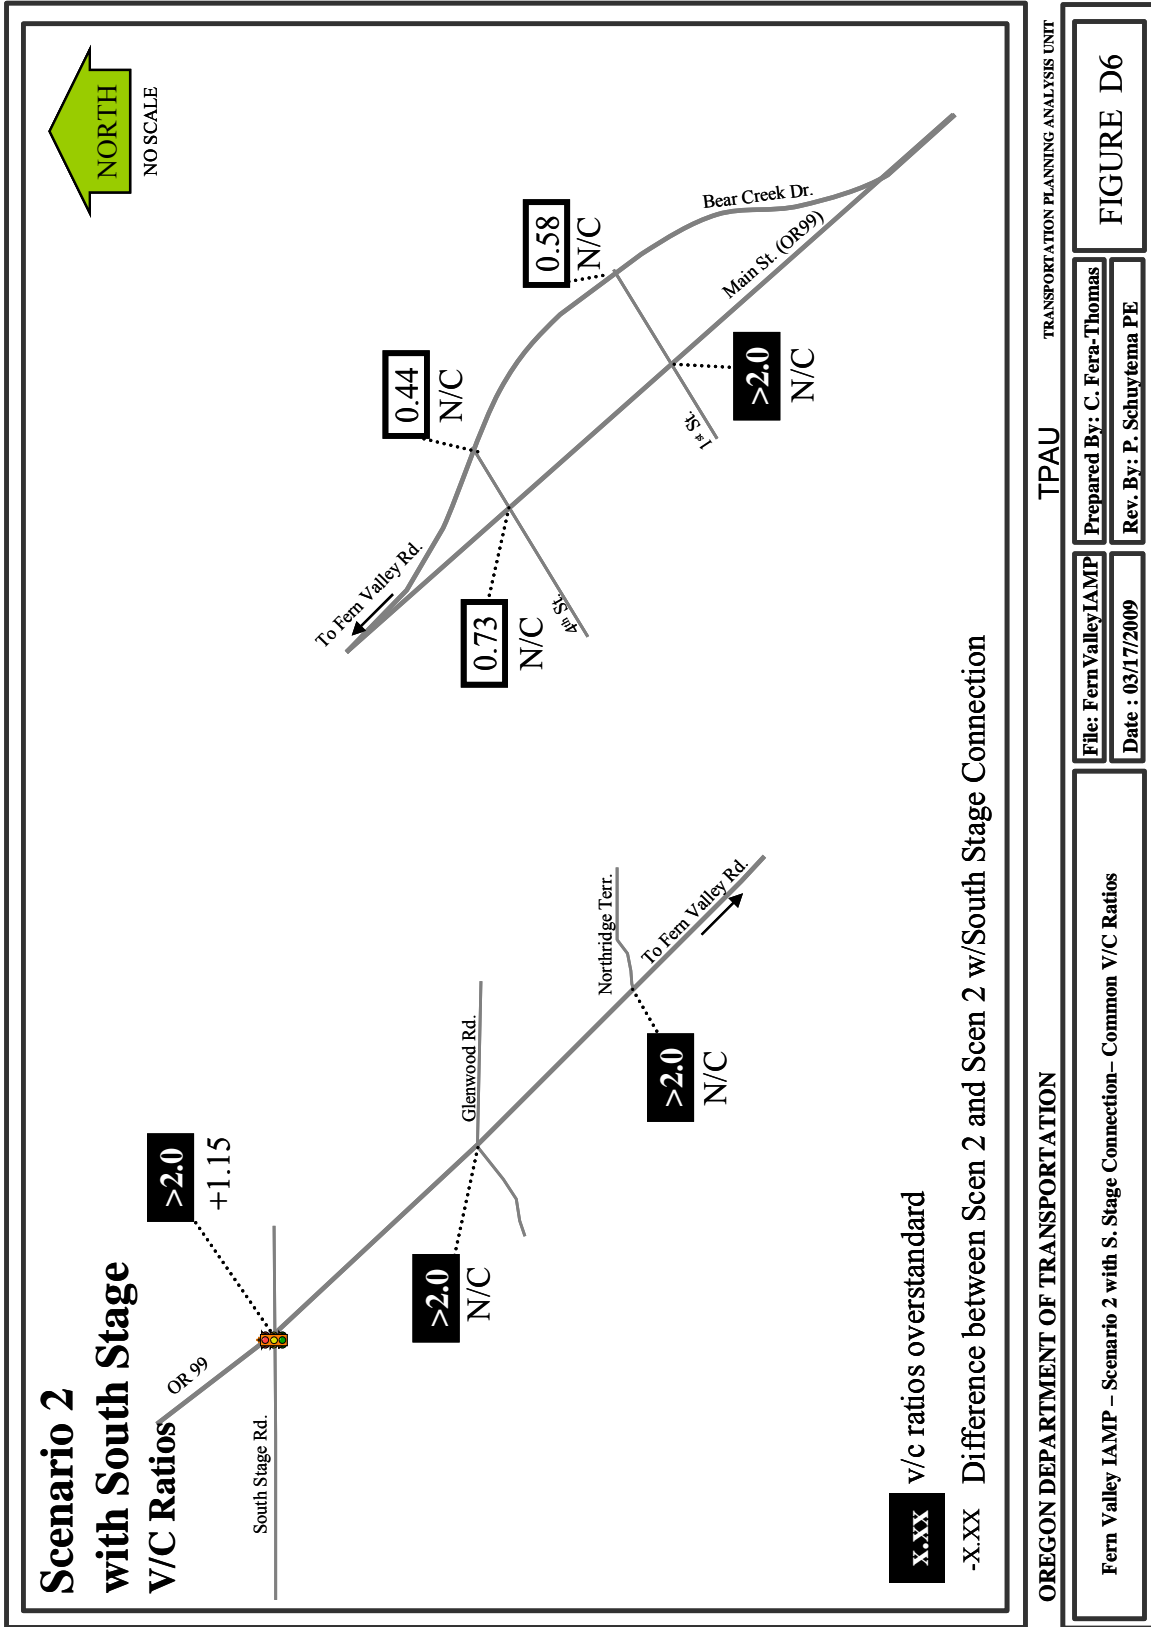 Scenario 2
with South Stage
V/C Ratios
NORTH
NO SCALE
OR 99
South Stage Rd.
>2.0
+1.15
Glenwood Rd.
>2.0
N/C
Northridge Terr.
To Fern Valley Rd.
>2.0
N/C
To Fern Valley Rd.
0.44
N/C
0.73
N/C
4th St.
0.58
N/C
Bear Creek Dr.
Main St. (OR99)
1st St.
>2.0
N/C
x.xx v/c ratios overstandard
-X.XX Difference between Scen 2 and Scen 2 w/South Stage Connection
OREGON DEPARTMENT OF TRANSPORTATION
TPAU
TRANSPORTATION PLANNING ANALYSIS UNIT
Fern Valley IAMP – Scenario 2 with S. Stage Connection– Common V/C Ratios
File: FernValleyIAMP
Date : 03/17/2009
Prepared By: C. Fera-Thomas
Rev. By: P. Schuytema PE
FIGURE D6